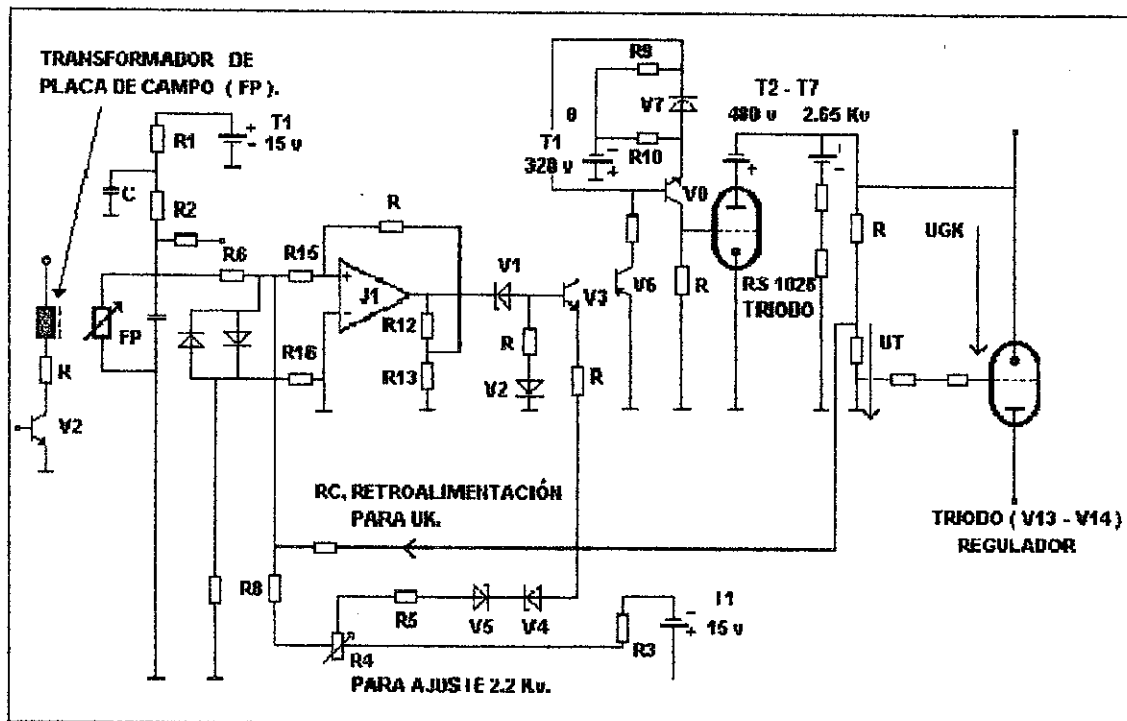 TRANSFORMADOR DE
PLACA DE CAMPO ( FP ).
R1
T1
+
- 15 v
C
R2
R6
R15
R
J1
+
-
FP
R
V2
R16
R12
R13
V1
R
V2
V3
R
R9
V7
T1
328 v
-
+
R10
V0
V6
R
T2 - T7
480 v 2.65 Kv
+
-
RS 1026
TRIODO
R
UGK
UT
RC, RETROALIMENTACIÓN
PARA UK.
TRIODO ( V13 - V14 )
REGULADOR
R8
R5
V5
V4
R4
R3
-
+ 15 v
PARA AJUSTE 2.2 Kv.